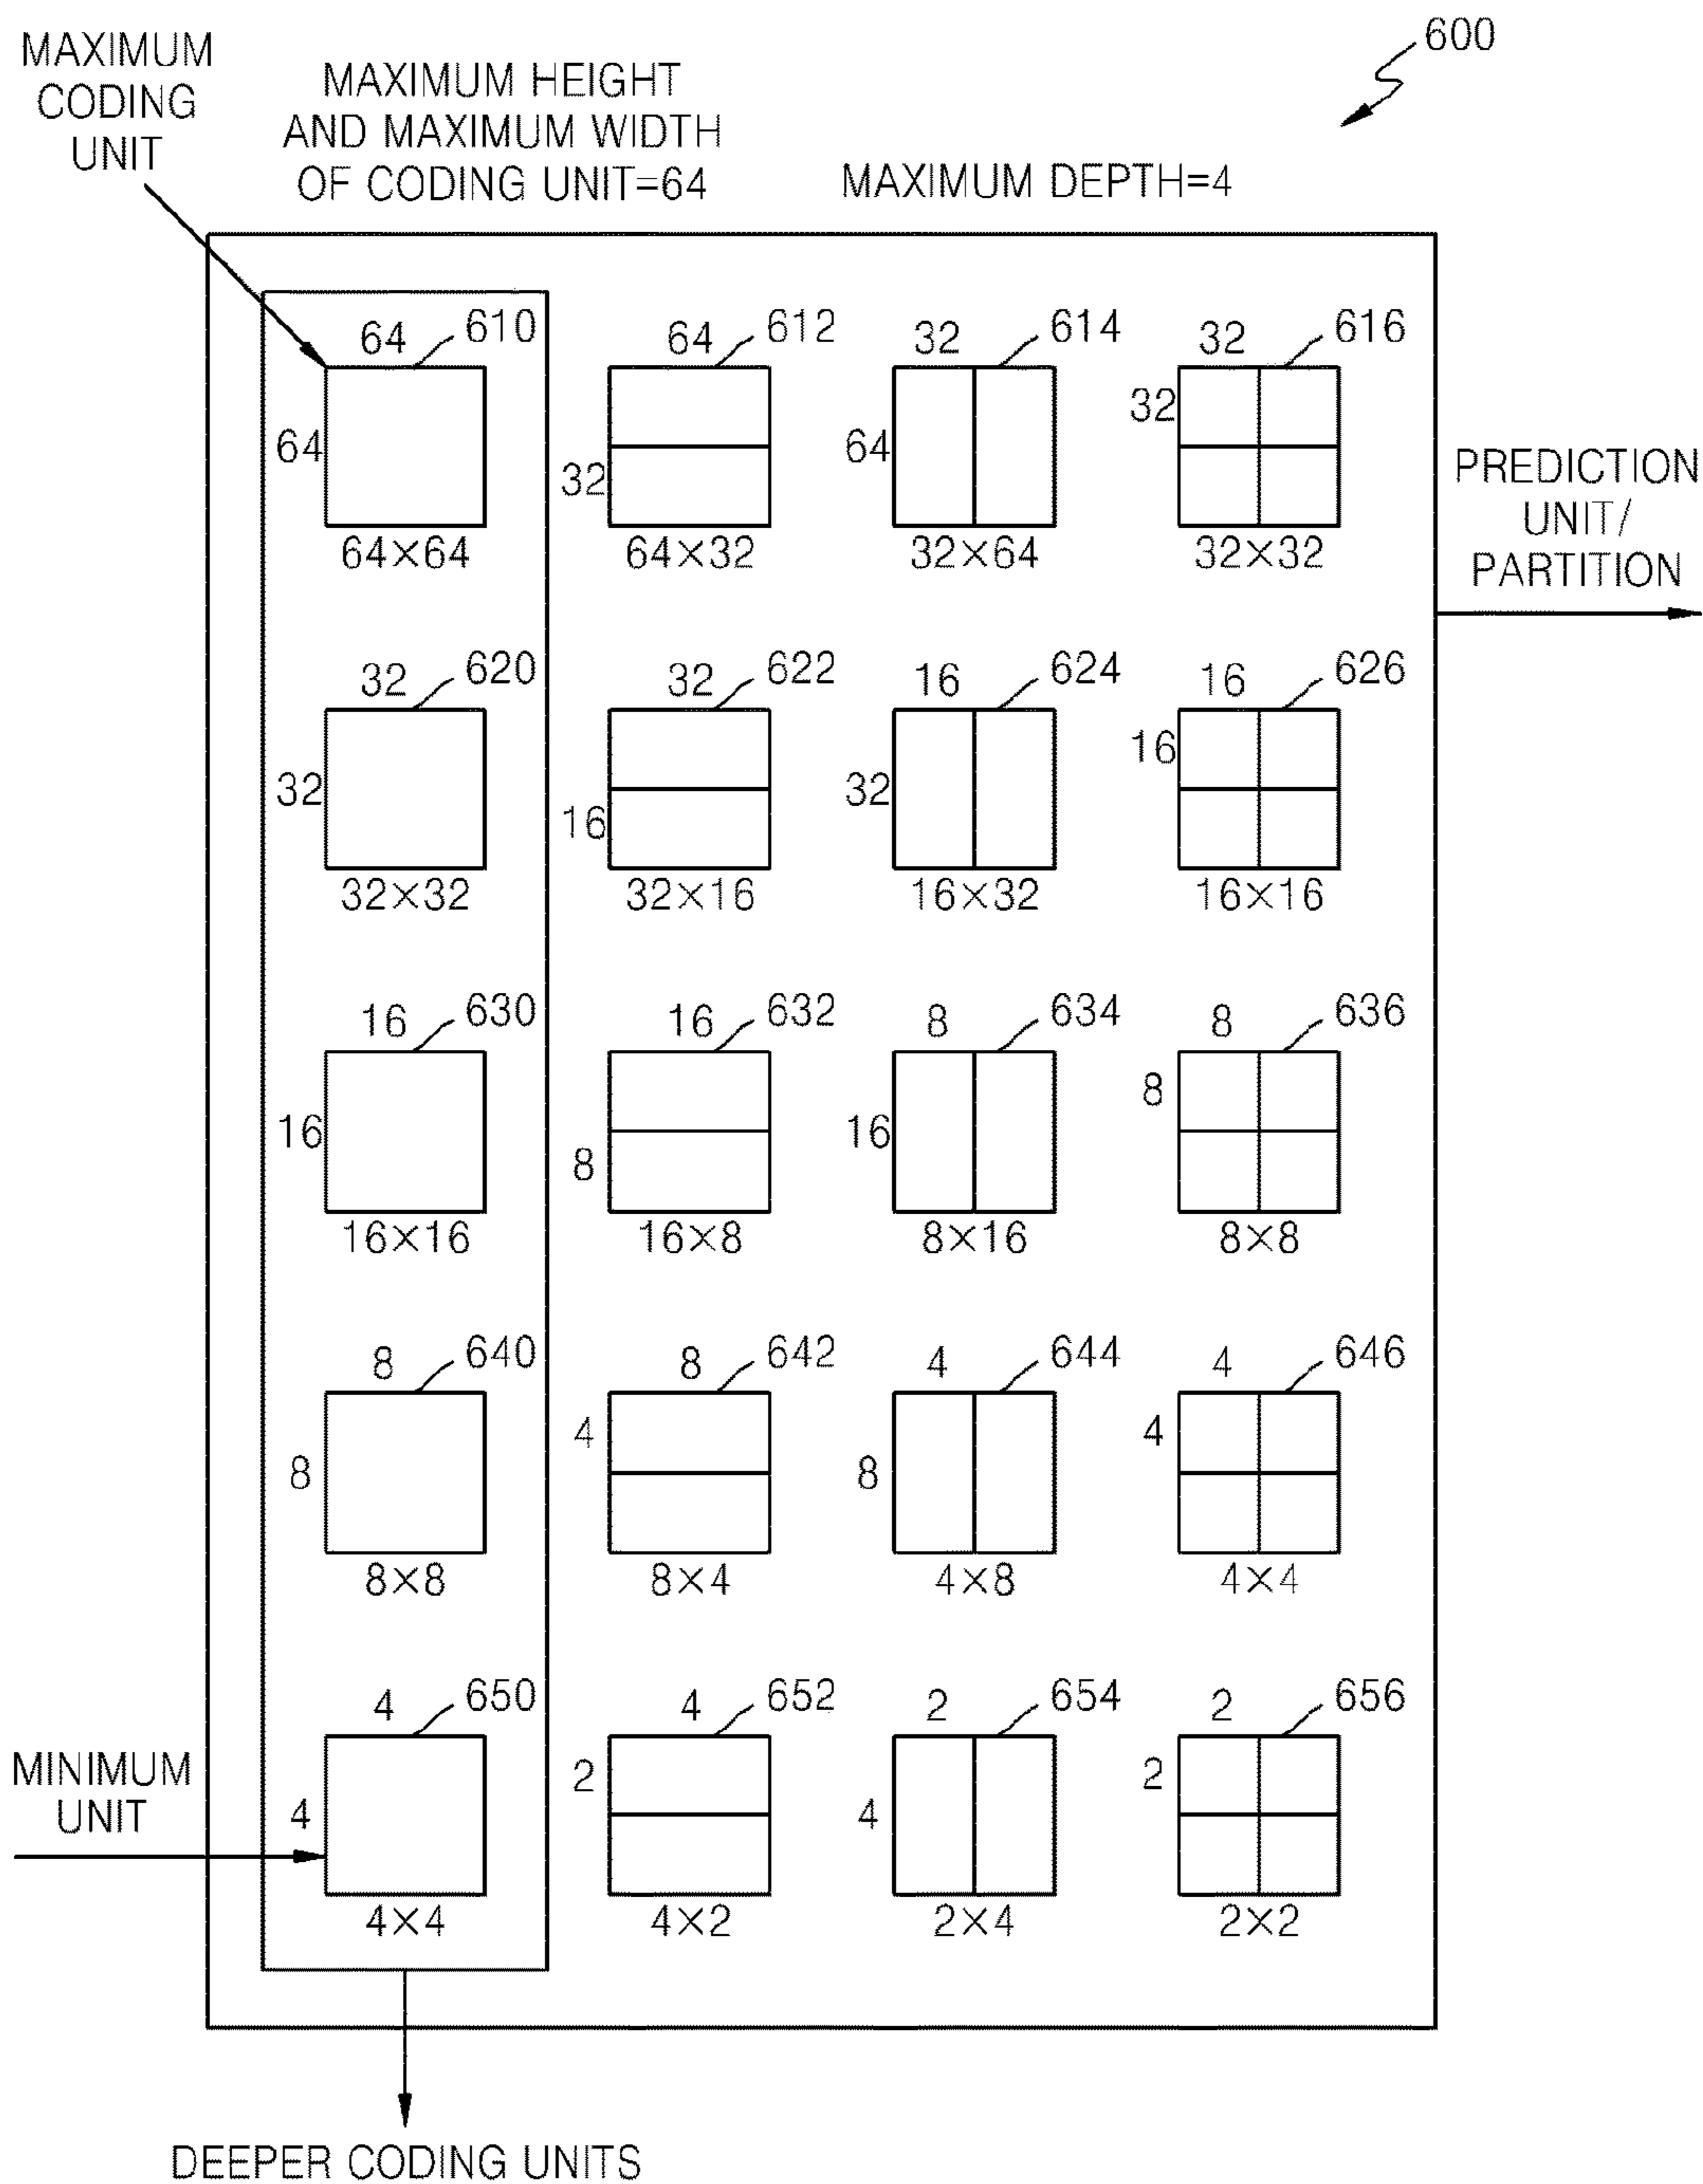 600
MAXIMUM
CODING
UNIT
MAXIMUM HEIGHT
AND MAXIMUM WIDTH
OF CODING UNIT=64
MAXIMUM DEPTH=4
64 610 64 612 32 614 32 616
64 32 64 32
64×64 64×32 32×64 32×32
PREDICTION
UNIT/
PARTITION
32 620 32 622 16 624 16 626
32 16 32 16
32×32 32×16 16×32 16×16
16 630 16 632 8 634 8 636
16 8 16 8
16×16 16×8 8×16 8×8
8 640 8 642 4 644 4 646
8 4 8 4
8×8 8×4 4×8 4×4
4 650 4 652 2 654 2 656
4 2 4 2
4×4 4×2 2×4 2×2
MINIMUM
UNIT
DEEPER CODING UNITS